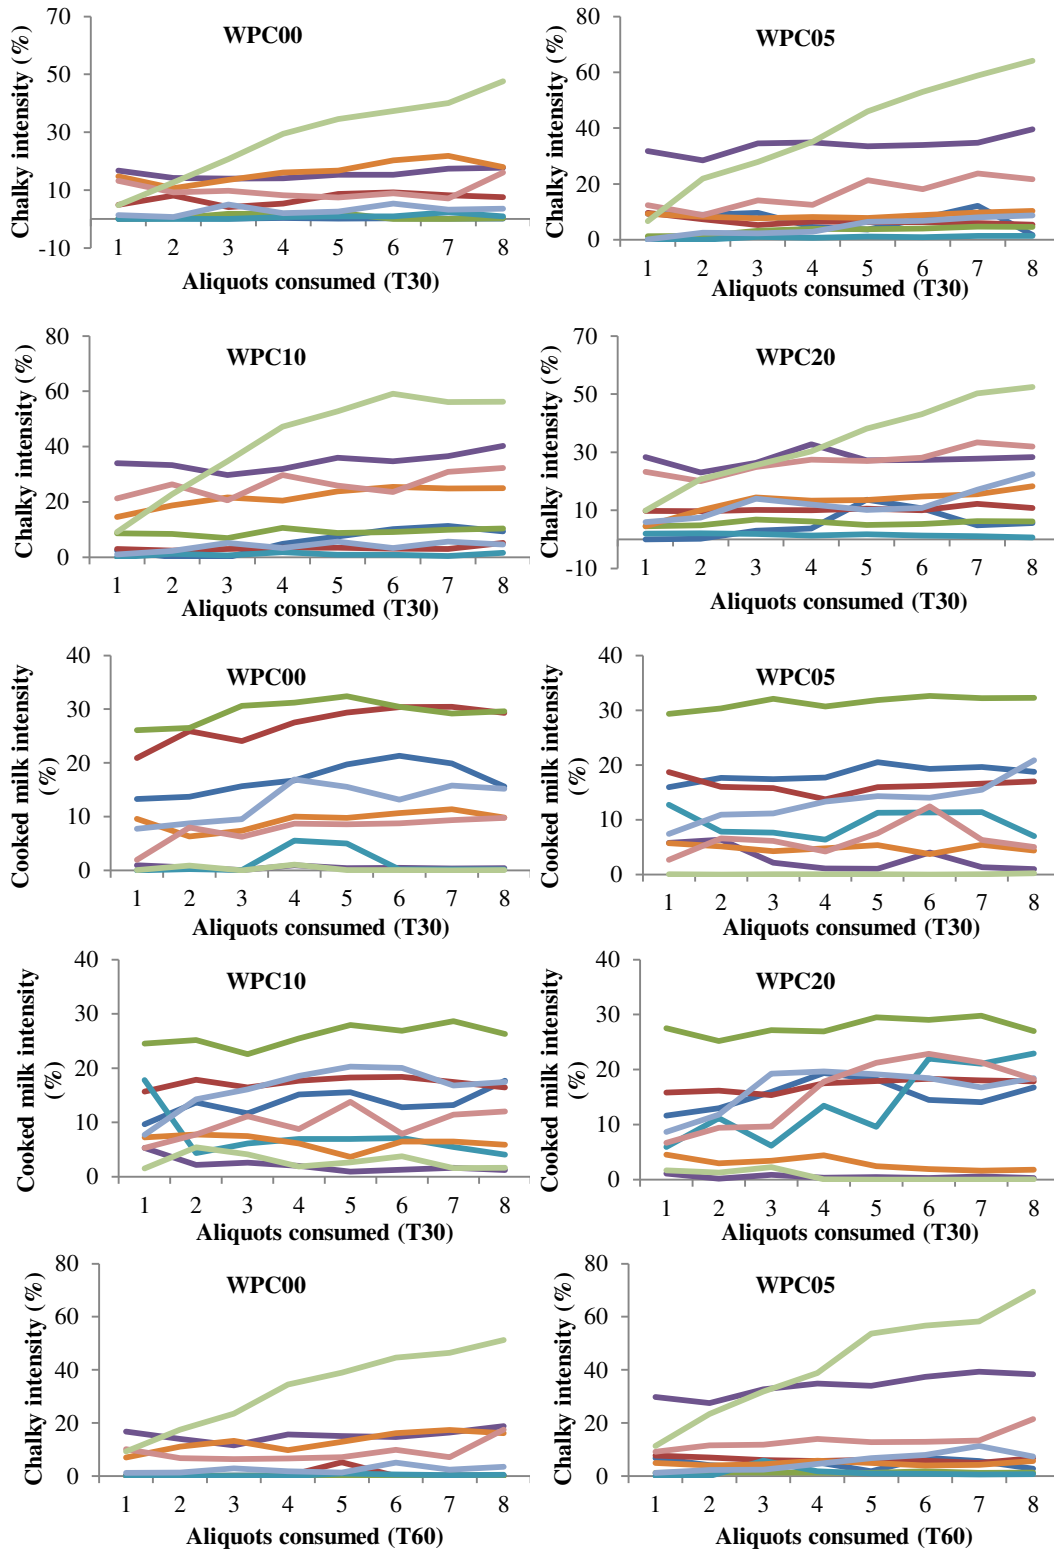 WPC00
Chalky intensity (%)
70
50
30
10
-10
1 2 3 4 5 6 7 8
Aliquots consumed (T30)
WPC05
Chalky intensity (%)
80
60
40
20
0
1 2 3 4 5 6 7 8
Aliquots consumed (T30)
WPC10
Chalky intensity (%)
80
60
40
20
0
1 2 3 4 5 6 7 8
Aliquots consumed (T30)
WPC20
Chalky intensity (%)
70
50
30
10
-10
1 2 3 4 5 6 7 8
Aliquots consumed (T30)
WPC00
Cooked milk intensity
(%)
40
30
20
10
0
1 2 3 4 5 6 7 8
Aliquots consumed (T30)
WPC05
Cooked milk intensity
(%)
40
30
20
10
0
1 2 3 4 5 6 7 8
Aliquots consumed (T30)
WPC10
Cooked milk intensity
(%)
40
30
20
10
0
1 2 3 4 5 6 7 8
Aliquots consumed (T30)
WPC20
Cooked milk intensity
(%)
40
30
20
10
0
1 2 3 4 5 6 7 8
Aliquots consumed (T30)
WPC00
Chalky intensity (%)
80
60
40
20
0
1 2 3 4 5 6 7 8
Aliquots consumed (T60)
WPC05
Chalky intensity (%)
80
60
40
20
0
1 2 3 4 5 6 7 8
Aliquots consumed (T60)